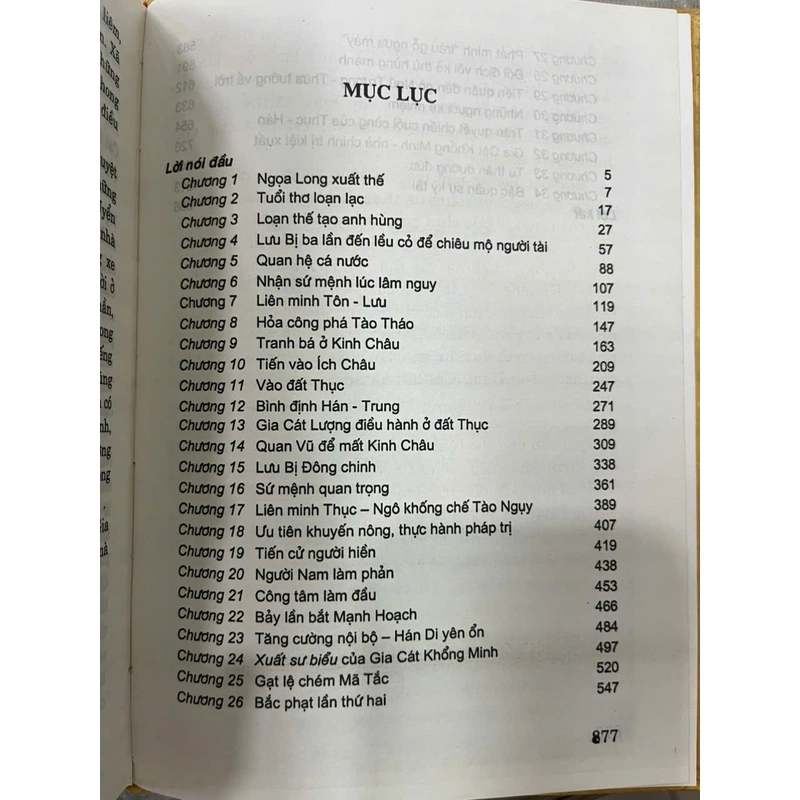 liêm,
Xã
điều
nhà
xe
ở
có
MỤC LỤC
Lời nói đầu 5
Chương 1 Ngọa Long xuất thế 7
Chương 2 Tuổi thơ loạn lạc 17
Chương 3 Loạn thế tạo anh hùng 27
Chương 4 Lưu Bị ba lần đến lều cỏ để chiêu mộ người tài 57
Chương 5 Quan hệ cá nước 88
Chương 6 Nhận sứ mệnh lúc lâm nguy 107
Chương 7 Liên minh Tôn - Lưu 119
Chương 8 Hỏa công phá Tào Tháo 147
Chương 9 Tranh bá ở Kinh Châu 163
Chương 10 Tiến vào Ích Châu 209
Chương 11 Vào đất Thục 247
Chương 12 Bình định Hán - Trung 271
Chương 13 Gia Cát Lượng điều hành ở đất Thục 289
Chương 14 Quan Vũ để mất Kinh Châu 309
Chương 15 Lưu Bị Đông chinh 338
Chương 16 Sứ mệnh quan trọng 361
Chương 17 Liên minh Thục – Ngô khống chế Tào Ngụy 389
Chương 18 Ưu tiên khuyến nông, thực hành pháp trị 407
Chương 19 Tiến cử người hiền 419
Chương 20 Người Nam làm phản 438
Chương 21 Công tâm làm đầu 453
Chương 22 Bảy lần bắt Mạnh Hoạch 466
Chương 23 Tăng cường nội bộ – Hán Di yên ổn 484
Chương 24 Xuất sư biểu của Gia Cát Khổng Minh 497
Chương 25 Gạt lệ chém Mã Tắc 520
Chương 26 Bắc phạt lần thứ hai 547
877